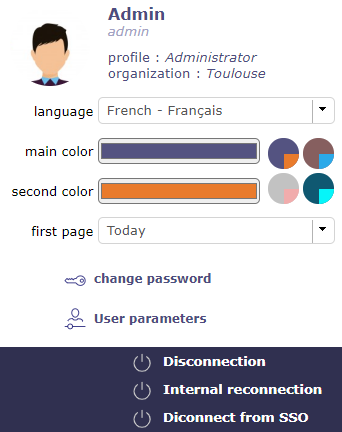 Admin
admin
profile : Administrator
organization : Toulouse
language French - Français
main color
second color
first page Today
change password
User parameters
Disconnection
Internal reconnection
Diconnect from SSO